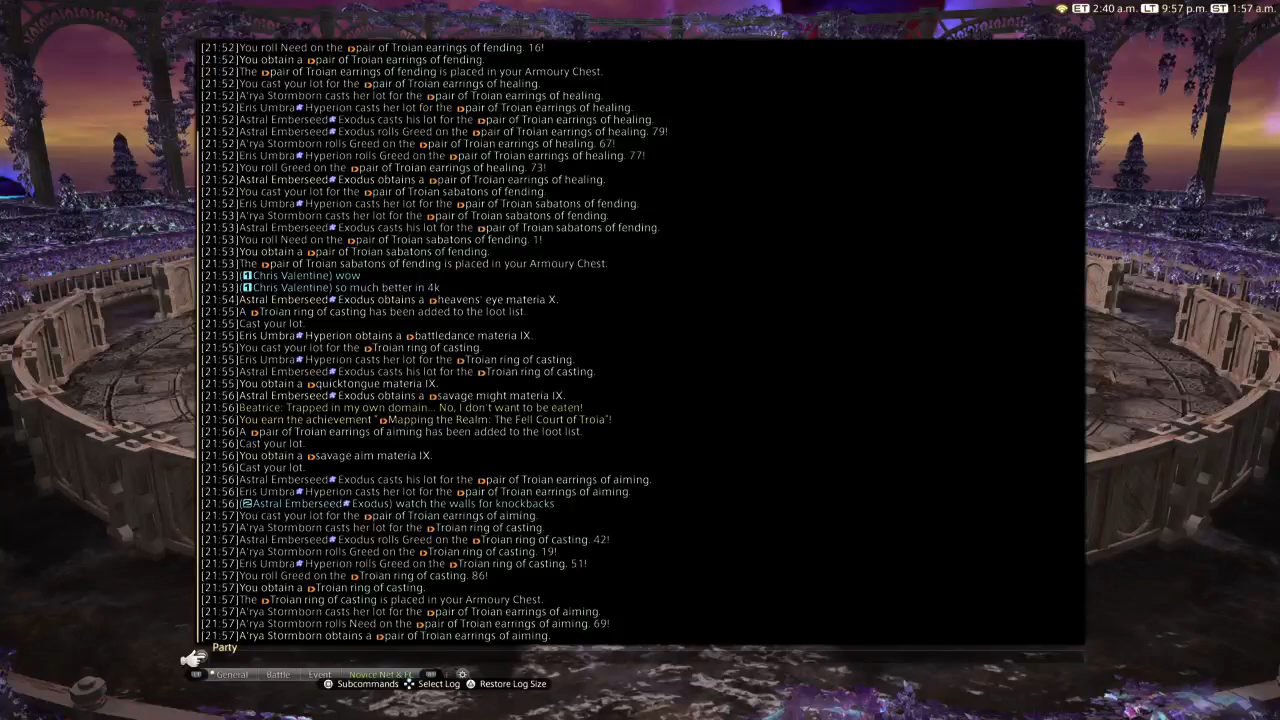 ET 2:40 a.m. LT 9:57 p.m. ST 1:57 a.m.
[21:52]You roll Need on the pair of Troian earrings of fending. 16!
[21:52]You obtain a pair of Troian earrings of fending.
[21:52]The pair of Troian earrings of fending is placed in your Armoury Chest.
[21:52]You cast your lot for the pair of Troian earrings of healing.
[21:52]A'rya Stormborn casts her lot for the pair of Troian earrings of healing.
[21:52]Eris Umbra Hyperion casts her lot for the pair of Troian earrings of healing.
[21:52]Astral Emberseed Exodus casts his lot for the pair of Troian earrings of healing.
[21:52]Astral Emberseed Exodus rolls Greed on the pair of Troian earrings of healing. 79!
[21:52]A'rya Stormborn rolls Greed on the pair of Troian earrings of healing. 67!
[21:52]Eris Umbra Hyperion rolls Greed on the pair of Troian earrings of healing. 77!
[21:52]You roll Greed on the pair of Troian earrings of healing. 73!
[21:52]Astral Emberseed Exodus obtains a pair of Troian earrings of healing.
[21:52]You cast your lot for the pair of Troian sabatons of fending.
[21:52]Eris Umbra Hyperion casts her lot for the pair of Troian sabatons of fending.
[21:53]A'rya Stormborn casts her lot for the pair of Troian sabatons of fending.
[21:53]Astral Emberseed Exodus casts his lot for the pair of Troian sabatons of fending.
[21:53]You roll Need on the pair of Troian sabatons of fending. 1!
[21:53]You obtain a pair of Troian sabatons of fending.
[21:53]The pair of Troian sabatons of fending is placed in your Armoury Chest.
[21:53](1Chris Valentine) wow
[21:53](1Chris Valentine) so much better in 4k
[21:54]Astral Emberseed Exodus obtains a heavens' eye materia X.
[21:55]A Troian ring of casting has been added to the loot list.
[21:55]Cast your lot.
[21:55]Eris Umbra Hyperion obtains a battledance materia IX.
[21:55]You cast your lot for the Troian ring of casting.
[21:55]Eris Umbra Hyperion casts her lot for the Troian ring of casting.
[21:55]Astral Emberseed Exodus casts his lot for the Troian ring of casting.
[21:55]You obtain a quicktongue materia IX.
[21:56]Astral Emberseed Exodus obtains a savage might materia IX.
[21:56]Beatrice: Trapped in my own domain... No, I don't want to be eaten!
[21:56]You earn the achievement "Mapping the Realm: The Fell Court of Troia"!
[21:56]A pair of Troian earrings of aiming has been added to the loot list.
[21:56]Cast your lot.
[21:56]You obtain a savage aim materia IX.
[21:56]Cast your lot.
[21:56]Astral Emberseed Exodus casts his lot for the pair of Troian earrings of aiming.
[21:56]Eris Umbra Hyperion casts her lot for the pair of Troian earrings of aiming.
[21:56](2Astral Emberseed Exodus) watch the walls for knockbacks
[21:57]You cast your lot for the pair of Troian earrings of aiming.
[21:57]A'rya Stormborn casts her lot for the Troian ring of casting.
[21:57]Astral Emberseed Exodus rolls Greed on the Troian ring of casting. 42!
[21:57]A'rya Stormborn rolls Greed on the Troian ring of casting. 19!
[21:57]Eris Umbra Hyperion rolls Greed on the Troian ring of casting. 51!
[21:57]You roll Greed on the Troian ring of casting. 86!
[21:57]You obtain a Troian ring of casting.
[21:57]The Troian ring of casting is placed in your Armoury Chest.
[21:57]A'rya Stormborn casts her lot for the pair of Troian earrings of aiming.
[21:57]A'rya Stormborn rolls Need on the pair of Troian earrings of aiming. 69!
[21:57]A'rya Stormborn obtains a pair of Troian earrings of aiming.
Party
General Battle Event Novice Net & FC
Subcommands Select Log Restore Log Size